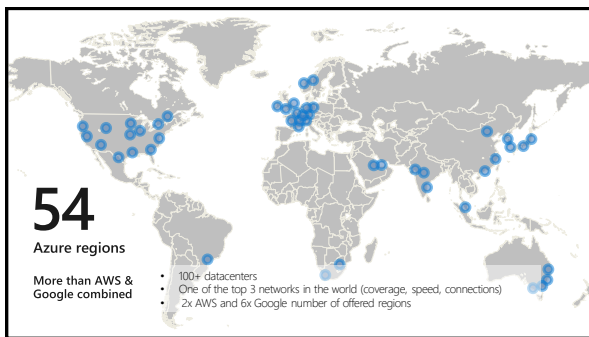 54
Azure regions
More than AWS &
Google combined
• 100+ datacenters
• One of the top 3 networks in the world (coverage, speed, connections)
• 2x AWS and 6x Google number of offered regions